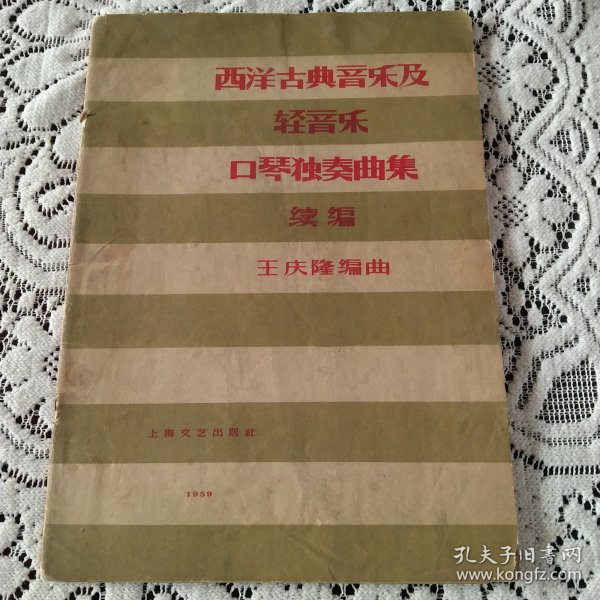 西洋古典音乐及
轻音乐
口琴独奏曲集
续编
王庆隆编曲
上海文艺出版社
1959
孔夫子旧书网
www.kongfz.com